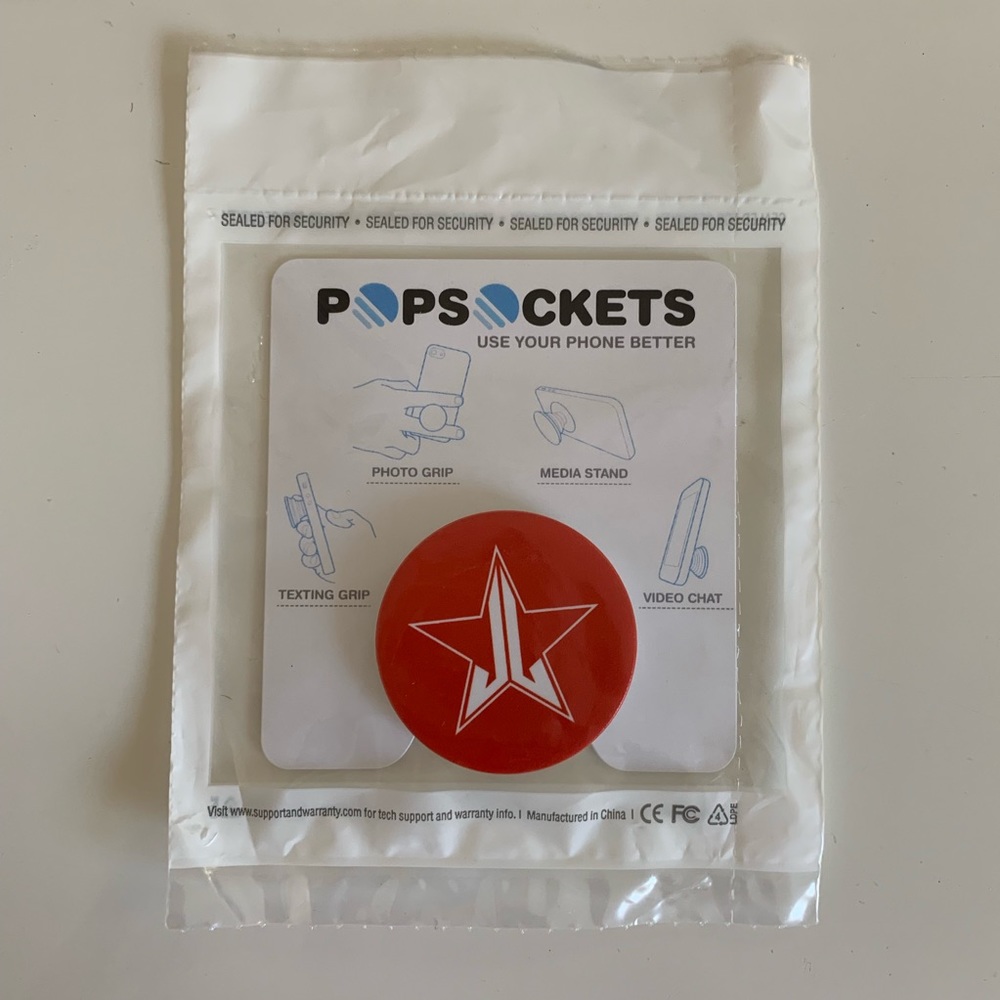 SEALED FOR SECURITY • SEALED FOR SECURITY • SEALED FOR SECURITY • SEALED FOR SECURITY
POPSOCKETS
USE YOUR PHONE BETTER
PHOTO GRIP
MEDIA STAND
TEXTING GRIP
VIDEO CHAT
Visit www.supportandwarranty.com for tech support and warranty info. I Manufactured in China I CE FC 4 LDPE